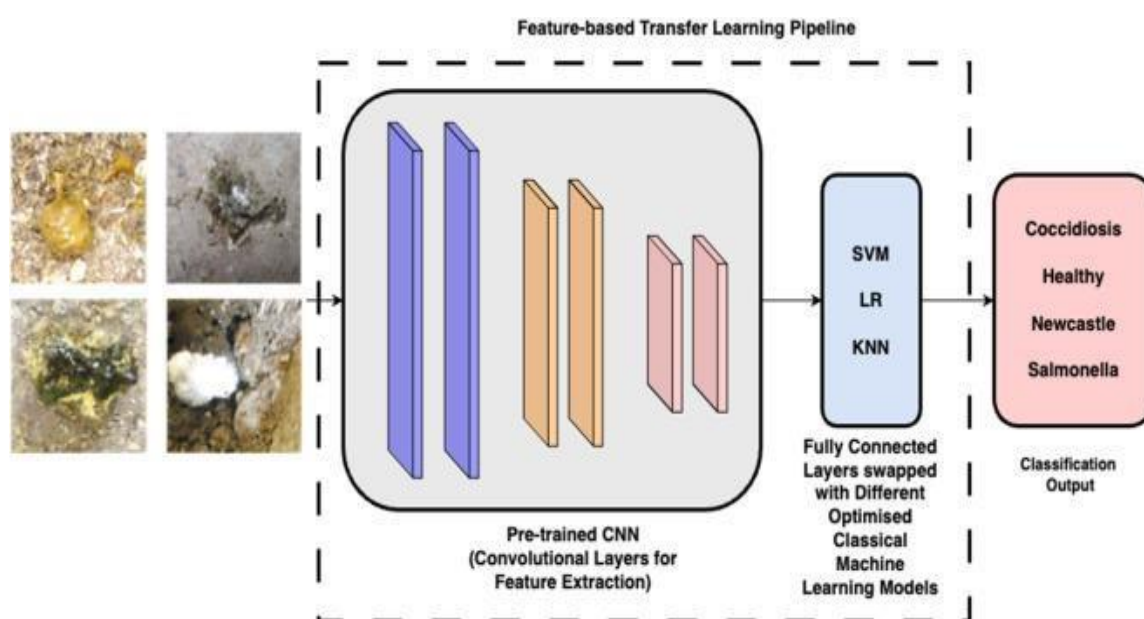 Feature-based Transfer Learning Pipeline
SVM
LR
KNN
Coccidiosis
Healthy
Newcastle
Salmonella
Pre-trained CNN
(Convolutional Layers for
Feature Extraction)
Fully Connected
Layers swapped
with Different
Optimised
Classical
Machine
Learning Models
Classification
Output